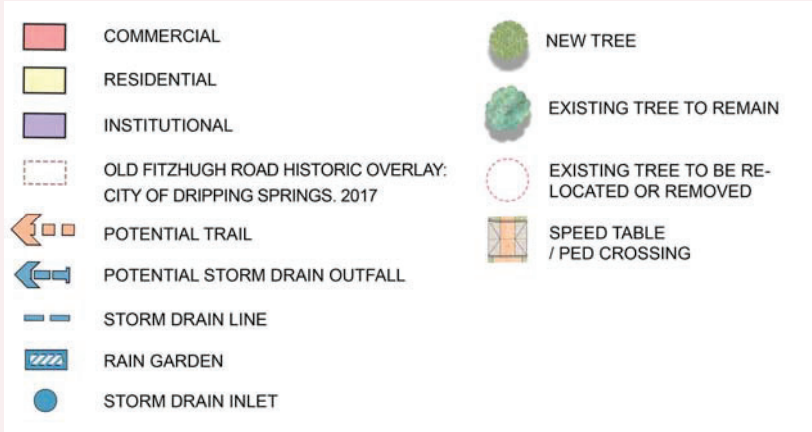 COMMERCIAL
RESIDENTIAL
INSTITUTIONAL
OLD FITZHUGH ROAD HISTORIC OVERLAY:
CITY OF DRIPPING SPRINGS. 2017
POTENTIAL TRAIL
POTENTIAL STORM DRAIN OUTFALL
STORM DRAIN LINE
RAIN GARDEN
STORM DRAIN INLET
NEW TREE
EXISTING TREE TO REMAIN
EXISTING TREE TO BE RE-
LOCATED OR REMOVED
SPEED TABLE
/ PED CROSSING